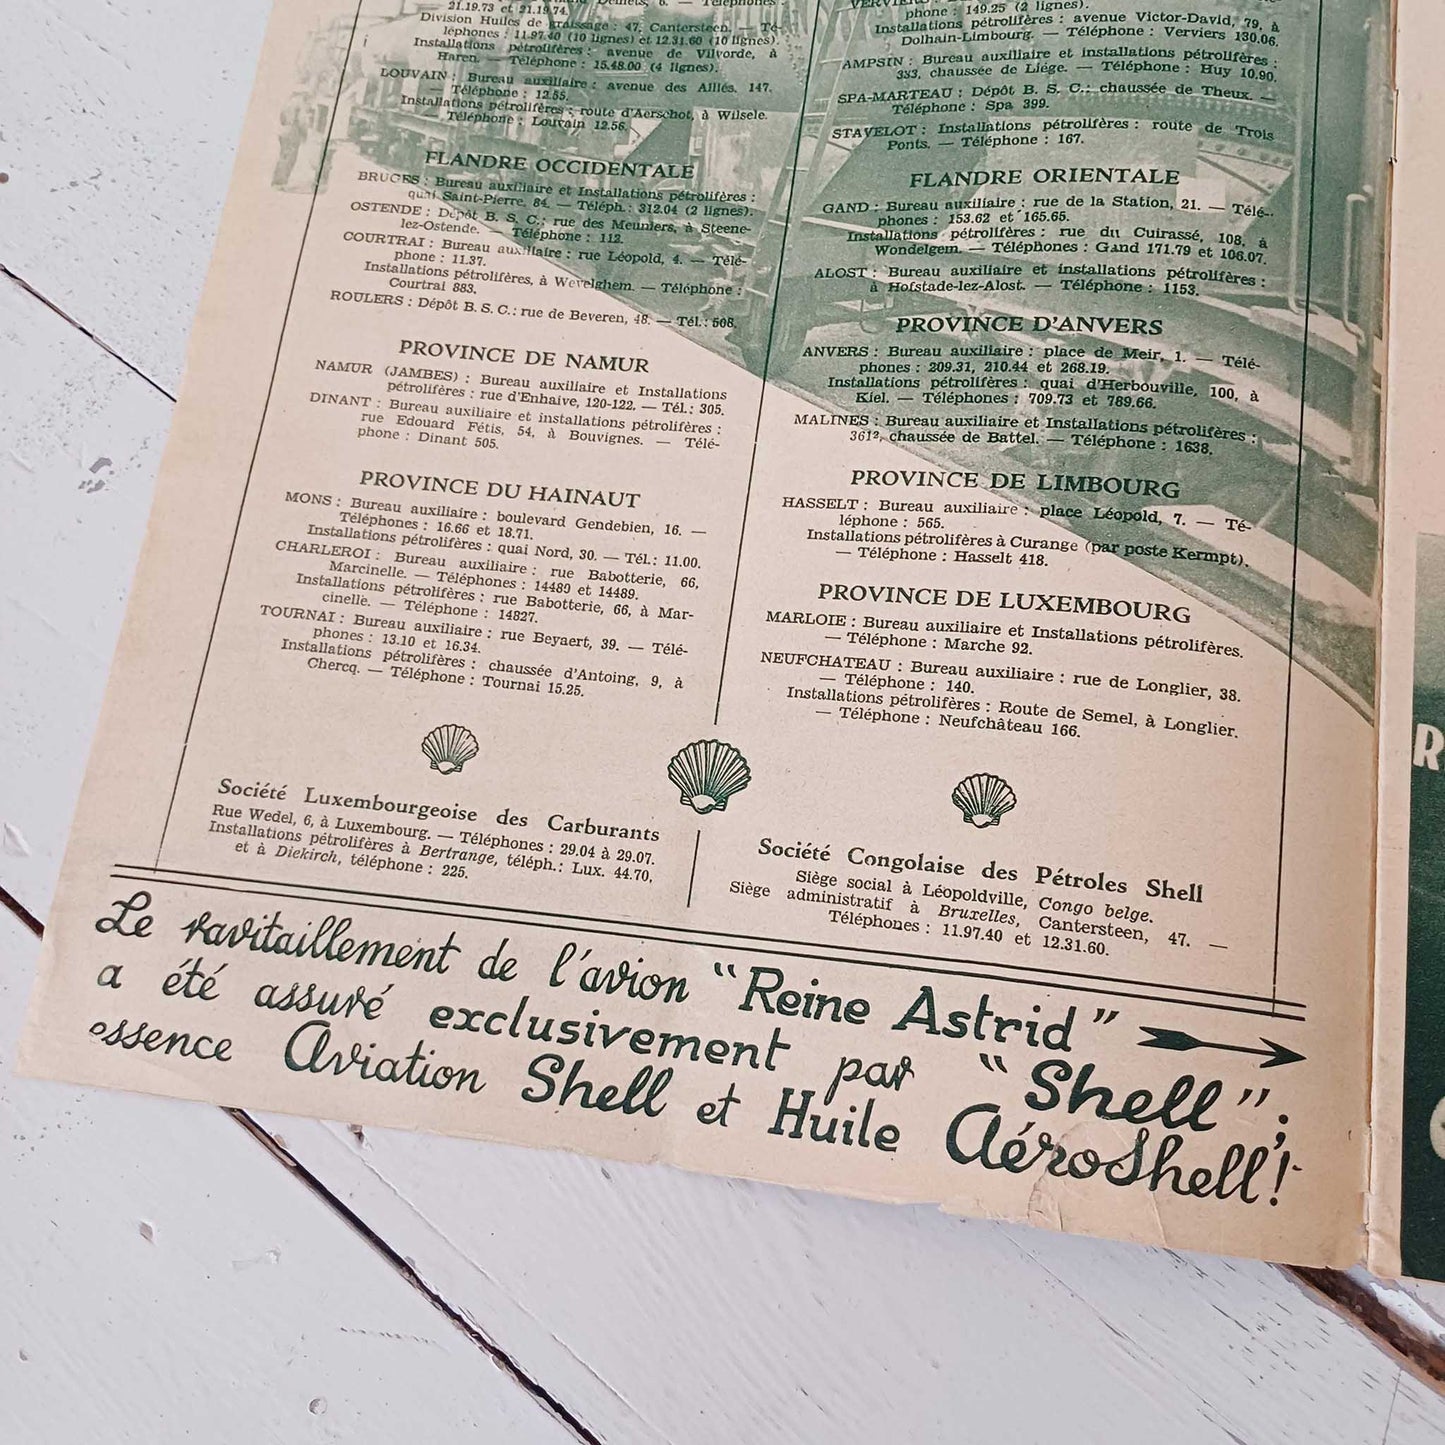 21.19.73 et 21.19.74.
Division Huiles de graissage : 47, Cantersteen. — Té-
léphones : 11.97.40 (10 lignes) et 12.31.60 (10 lignes).
Installations pétrolifères : avenue de Vilvorde, à
Haren. — Téléphone : 15.48.00 (4 lignes).
LOUVAIN : Bureau auxiliaire : avenue des Alliés, 147.
— Téléphone : 12.55.
Installations pétrolifères : route d'Aerschot, à Wilsele.
— Téléphone : Louvain 12.56.
FLANDRE OCCIDENTALE
BRUGES : Bureau auxiliaire et Installations pétrolifères :
quai Saint-Pierre, 84. — Téléph. : 312.04 (2 lignes).
OSTENDE : Dépôt B. S. C.; rue des Meuniers, à Steene-
lez-Ostende. — Téléphone : 112.
COURTRAI : Bureau auxiliaire : rue Léopold, 4. — Télé-
phone : 11.37.
Installations pétrolifères, à Wevelghem. — Téléphone :
Courtrai 883.
ROULERS : Dépôt B. S. C. : rue de Beveren, 48. — Tél. : 508.
PROVINCE DE NAMUR
NAMUR (JAMBES) : Bureau auxiliaire et Installations
pétrolifères : rue d'Enhaive, 120-122. — Tél. : 305.
DINANT : Bureau auxiliaire et installations pétrolifères :
rue Edouard Fétis, 54, à Bouvignes. — Télé-
phone : Dinant 505.
PROVINCE DU HAINAUT
MONS : Bureau auxiliaire : boulevard Gendebien, 16. —
Téléphones : 16.66 et 18.71.
Installations pétrolifères : quai Nord, 30. — Tél. : 11.00.
CHARLEROI : Bureau auxiliaire : rue Babotterie, 66,
Marcinelle. — Téléphones : 14489 et 14489.
Installations pétrolifères : rue Babotterie, 66, à Mar-
cinelle. — Téléphone : 14827.
TOURNAI : Bureau auxiliaire : rue Beyaert, 39. — Télé-
phones : 13.10 et 16.34.
Installations pétrolifères : chaussée d'Antoing, 9, à
Chercq. — Téléphone : Tournai 15.25.
phone : 149.25 (2 lignes).
Installations pétrolifères : avenue Victor-David, 79, à
Dolhain-Limbourg. — Téléphone : Verviers 130.06.
AMPSIN : Bureau auxiliaire et installations pétrolifères :
333, chaussée de Liége. — Téléphone : Huy 10.90.
SPA-MARTEAU : Dépôt B. S. C.; chaussée de Theux. —
Téléphone : Spa 399.
STAVELOT : Installations pétrolifères : route de Trois
Ponts. — Téléphone : 167.
FLANDRE ORIENTALE
GAND : Bureau auxiliaire : rue de la Station, 21. — Télé-
phones : 153.62 et 165.65.
Installations pétrolifères : rue du Cuirassé, 108, à
Wondelgem. — Téléphones : Gand 171.79 et 106.07.
ALOST : Bureau auxiliaire et installations pétrolifères :
à Hofstade-lez-Alost. — Téléphone : 1153.
PROVINCE D'ANVERS
ANVERS : Bureau auxiliaire : place de Meir, 1. — Télé-
phones : 209.31, 210.44 et 268.19.
Installations pétrolifères : quai d'Herbouville, 100, à
Kiel. — Téléphones : 709.73 et 789.66.
MALINES : Bureau auxiliaire et Installations pétrolifères :
361², chaussée de Battel. — Téléphone : 1638.
PROVINCE DE LIMBOURG
HASSELT : Bureau auxiliaire : place Léopold, 7. — Té-
léphone : 565.
Installations pétrolifères à Curange (par poste Kermpt).
— Téléphone : Hasselt 418.
PROVINCE DE LUXEMBOURG
MARLOIE : Bureau auxiliaire et Installations pétrolifères.
— Téléphone : Marche 92.
NEUFCHATEAU : Bureau auxiliaire : rue de Longlier, 38.
— Téléphone : 140.
Installations pétrolifères : Route de Semel, à Longlier.
— Téléphone : Neufchâteau 166.
Société Luxembourgeoise des Carburants
Rue Wedel, 6, à Luxembourg. — Téléphones : 29.04 à 29.07.
Installations pétrolifères à Bertrange, téléph. : Lux. 44.70,
et à Diekirch, téléphone : 225.
Société Congolaise des Pétroles Shell
Siège social à Léopoldville, Congo belge.
Siège administratif à Bruxelles, Cantersteen, 47. —
Téléphones : 11.97.40 et 12.31.60.
Le ravitaillement de l'avion "Reine Astrid"
a été assuré exclusivement par "Shell";
essence Aviation Shell et Huile AéroShell!
R